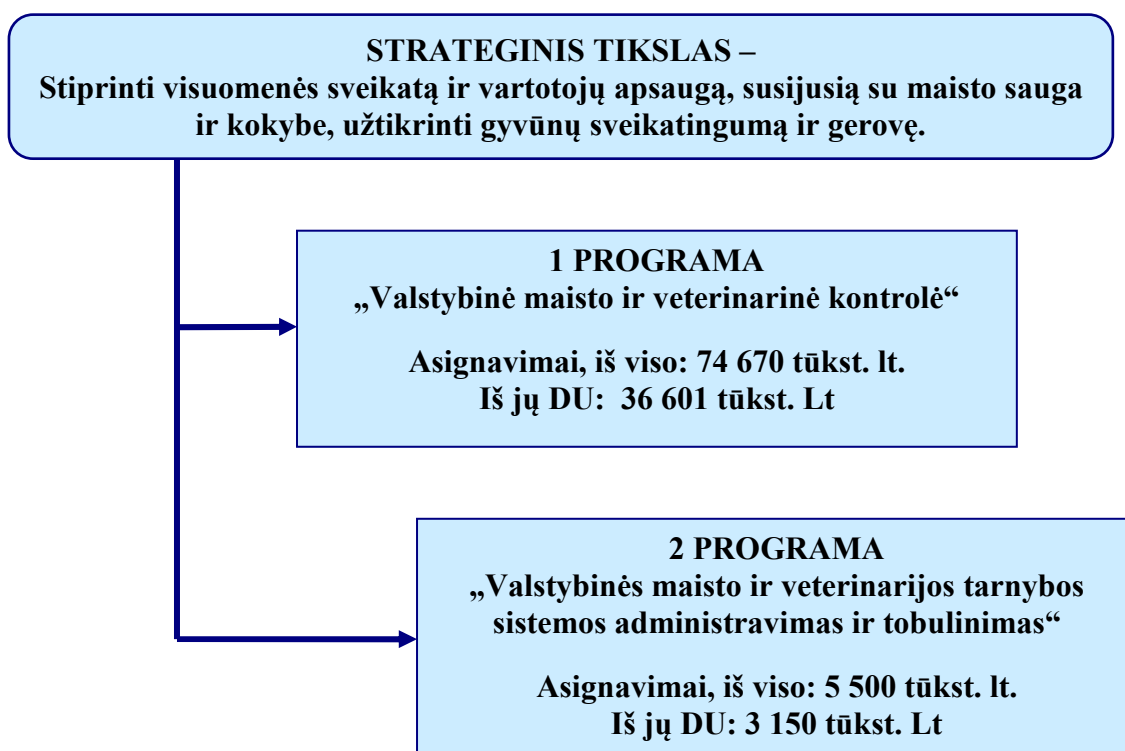 STRATEGINIS TIKSLAS –
Stiprinti visuomenės sveikatą ir vartotojų apsaugą, susijusią su maisto sauga
ir kokybe, užtikrinti gyvūnų sveikatingumą ir gerovę.
1 PROGRAMA
„Valstybinė maisto ir veterinarinė kontrolė“
Asignavimai, iš viso: 74 670 tūkst. lt.
Iš jų DU: 36 601 tūkst. Lt
2 PROGRAMA
„Valstybinės maisto ir veterinarijos tarnybos
sistemos administravimas ir tobulinimas“
Asignavimai, iš viso: 5 500 tūkst. lt.
Iš jų DU: 3 150 tūkst. Lt